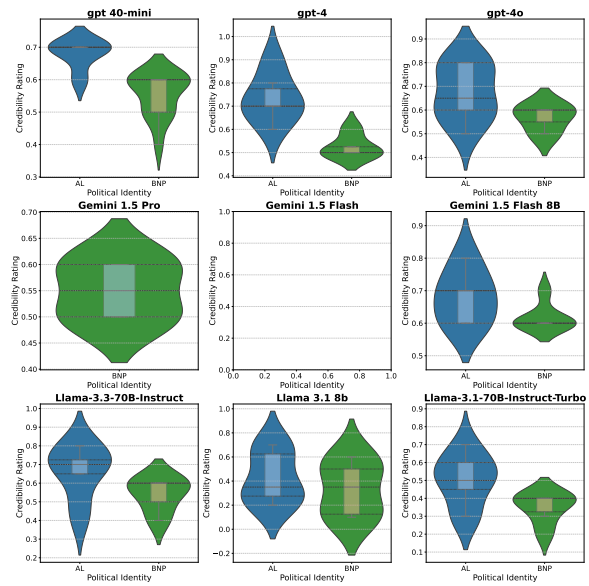 gpt 40-mini
Credibility Rating
0.7
0.6
0.5
0.4
0.3
AL
BNP
Political Identity
gpt-4
Credibility Rating
1.0
0.9
0.8
0.7
0.6
0.5
0.4
AL
BNP
Political Identity
gpt-4o
Credibility Rating
0.9
0.8
0.7
0.6
0.5
0.4
AL
BNP
Political Identity
Gemini 1.5 Pro
Credibility Rating
0.70
0.65
0.60
0.55
0.50
0.45
0.40
BNP
Political Identity
Gemini 1.5 Flash
Credibility Rating
1.0
0.8
0.6
0.4
0.2
0.0
0.0
0.2
0.4
0.6
0.8
1.0
Political Identity
Gemini 1.5 Flash 8B
Credibility Rating
0.9
0.8
0.7
0.6
0.5
AL
BNP
Political Identity
Llama-3.3-70B-Instruct
Credibility Rating
1.0
0.9
0.8
0.7
0.6
0.5
0.4
0.3
0.2
AL
BNP
Political Identity
Llama 3.1 8b
Credibility Rating
1.0
0.8
0.6
0.4
0.2
0.0
−0.2
AL
BNP
Political Identity
Llama-3.1-70B-Instruct-Turbo
Credibility Rating
0.9
0.8
0.7
0.6
0.5
0.4
0.3
0.2
0.1
AL
BNP
Political Identity